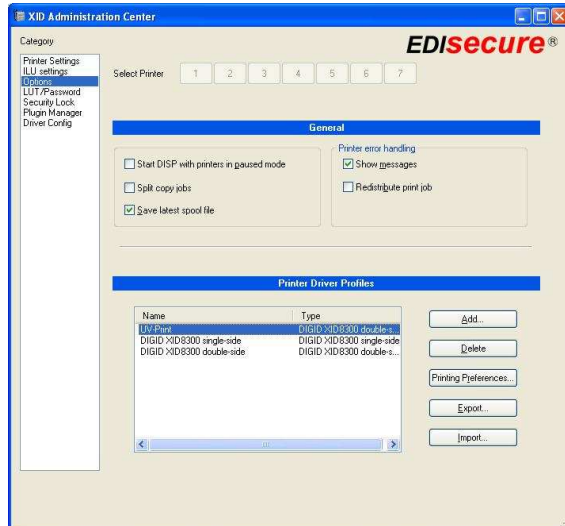 XID Administration Center
Category
EDIsecure®
Printer Settings
ILU settings
Options
LUT/Password
Security Lock
Plugin Manager
Driver Config
Select Printer 1 2 3 4 5 6 7
General
Start DISP with printers in paused mode
Split copy jobs
Save latest spool file
Printer error handling
Show messages
Redistribute print job
Printer Driver Profiles
Name Type
UV-Print DIGID XID8300 double-s...
DIGID XID8300 single-side DIGID XID8300 single-side
DIGID XID8300 double-side DIGID XID8300 double-s...
Add...
Delete
Printing Preferences...
Export...
Import...